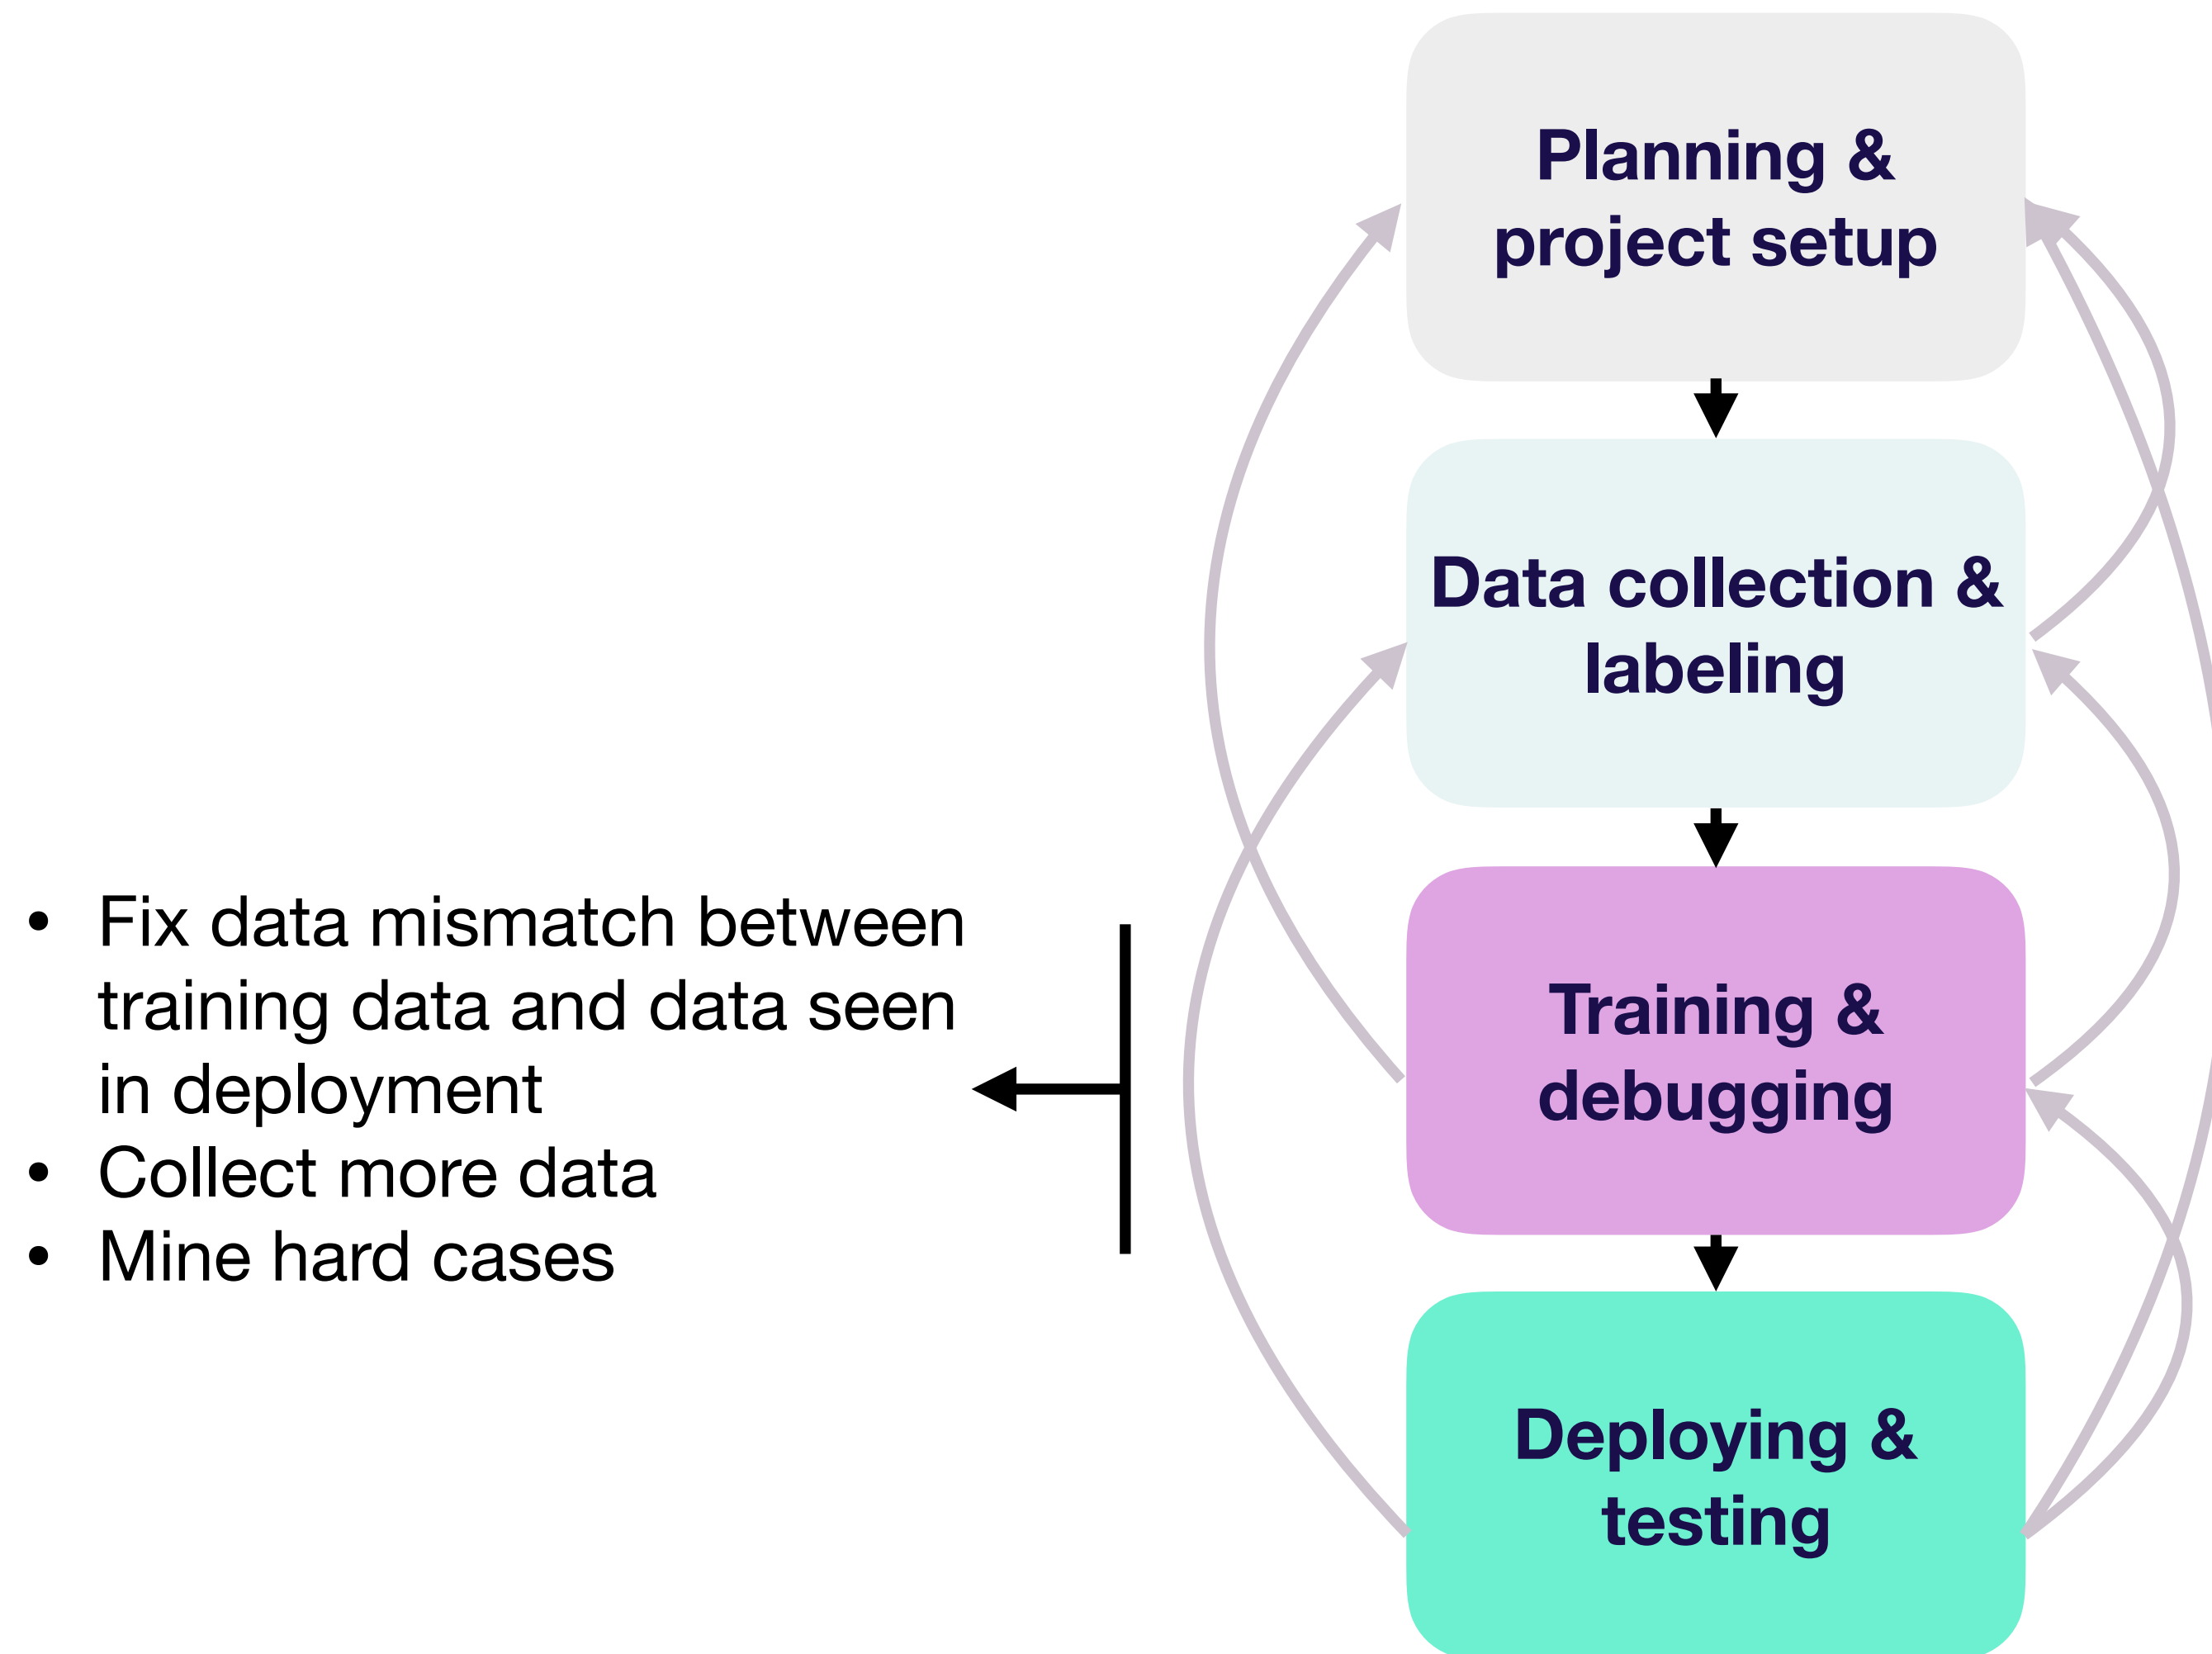 Planning &
project setup
Data collection &
labeling
• Fix data mismatch between
training data and data seen
in deployment
• Collect more data
• Mine hard cases
Training &
debugging
Deploying &
testing